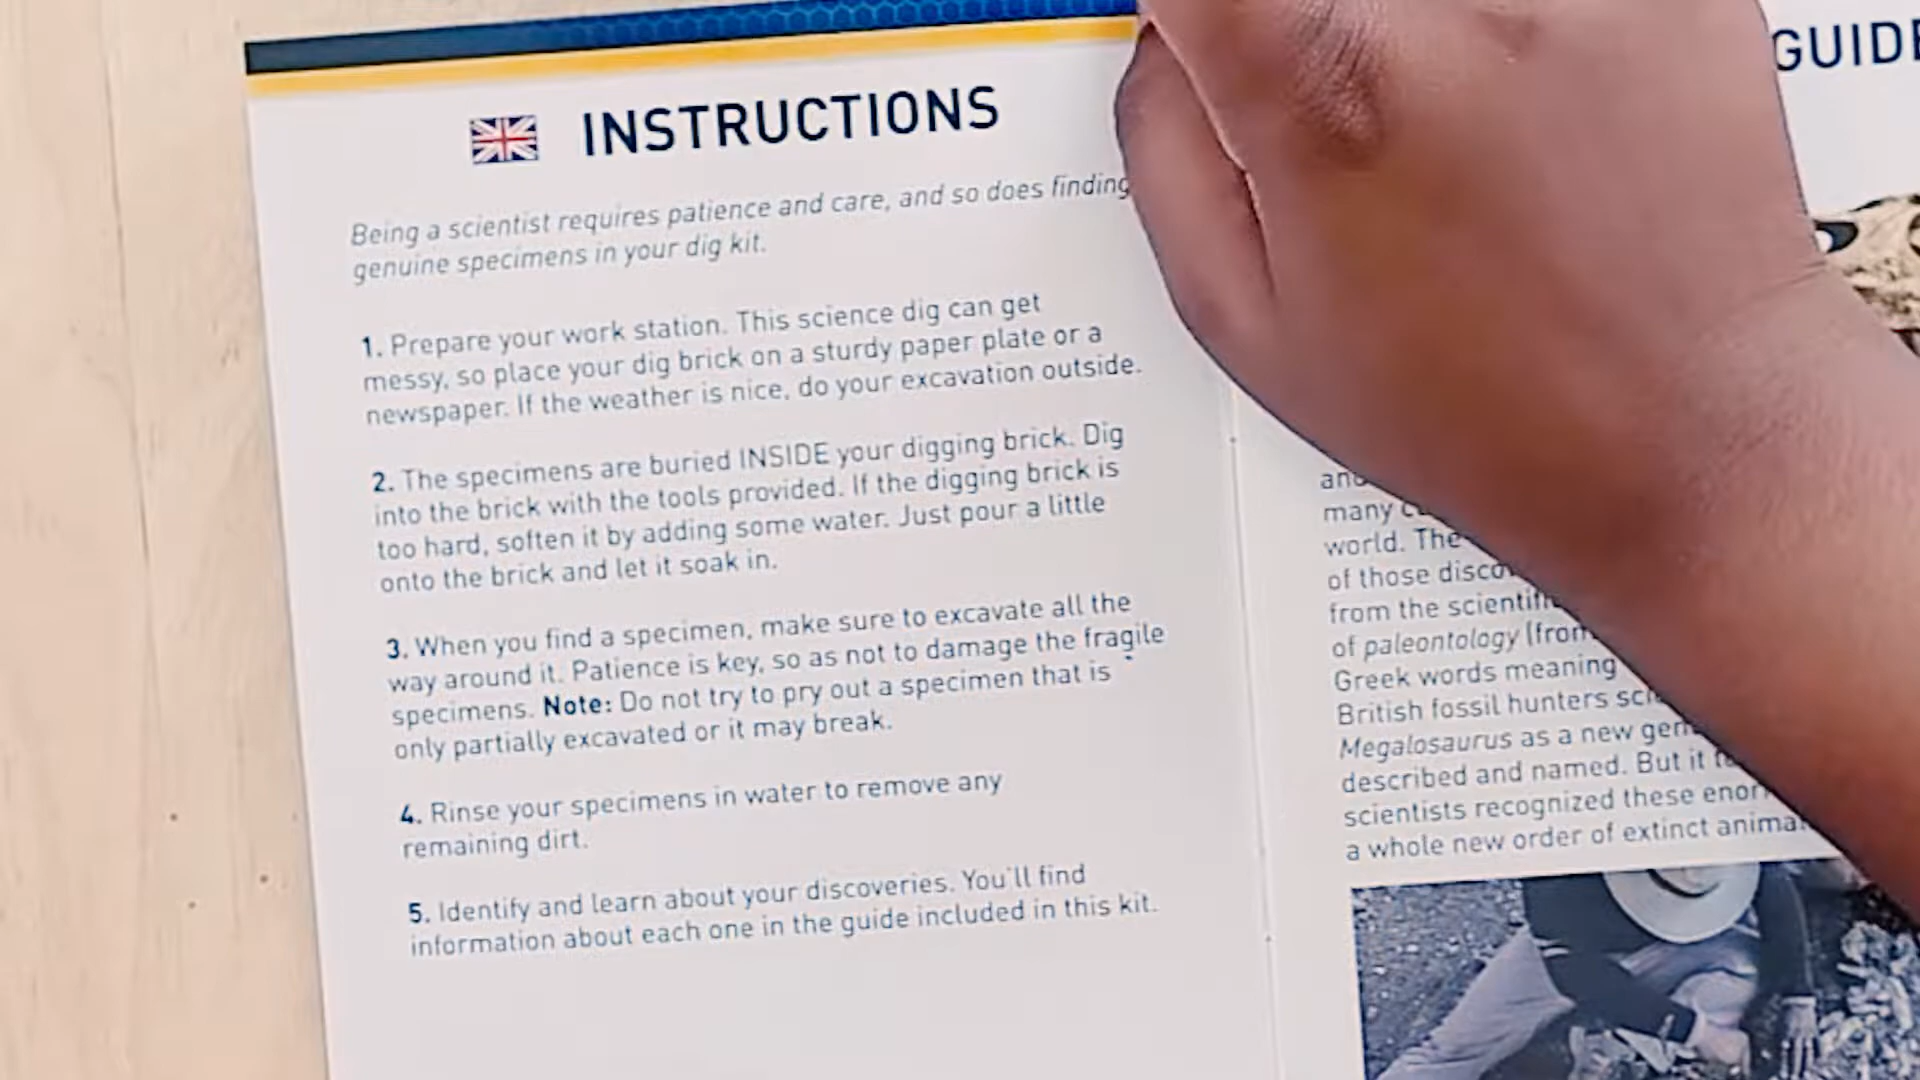 INSTRUCTIONS
Being a scientist requires patience and care, and so does finding
genuine specimens in your dig kit.
1. Prepare your work station. This science dig can get
messy, so place your dig brick on a sturdy paper plate or a
newspaper. If the weather is nice, do your excavation outside.
2. The specimens are buried INSIDE your digging brick. Dig
into the brick with the tools provided. If the digging brick is
too hard, soften it by adding some water. Just pour a little
onto the brick and let it soak in.
3. When you find a specimen, make sure to excavate all the
way around it. Patience is key, so as not to damage the fragile
specimens. Note: Do not try to pry out a specimen that is
only partially excavated or it may break.
4. Rinse your specimens in water to remove any
remaining dirt.
5. Identify and learn about your discoveries. You'll find
information about each one in the guide included in this kit.
many
world. The
of those
from the
of paleontology (from
Greek words meaning
British fossil hunters
Megalosaurus as a new
described and named. But it
scientists recognized these
a whole new order of extinct